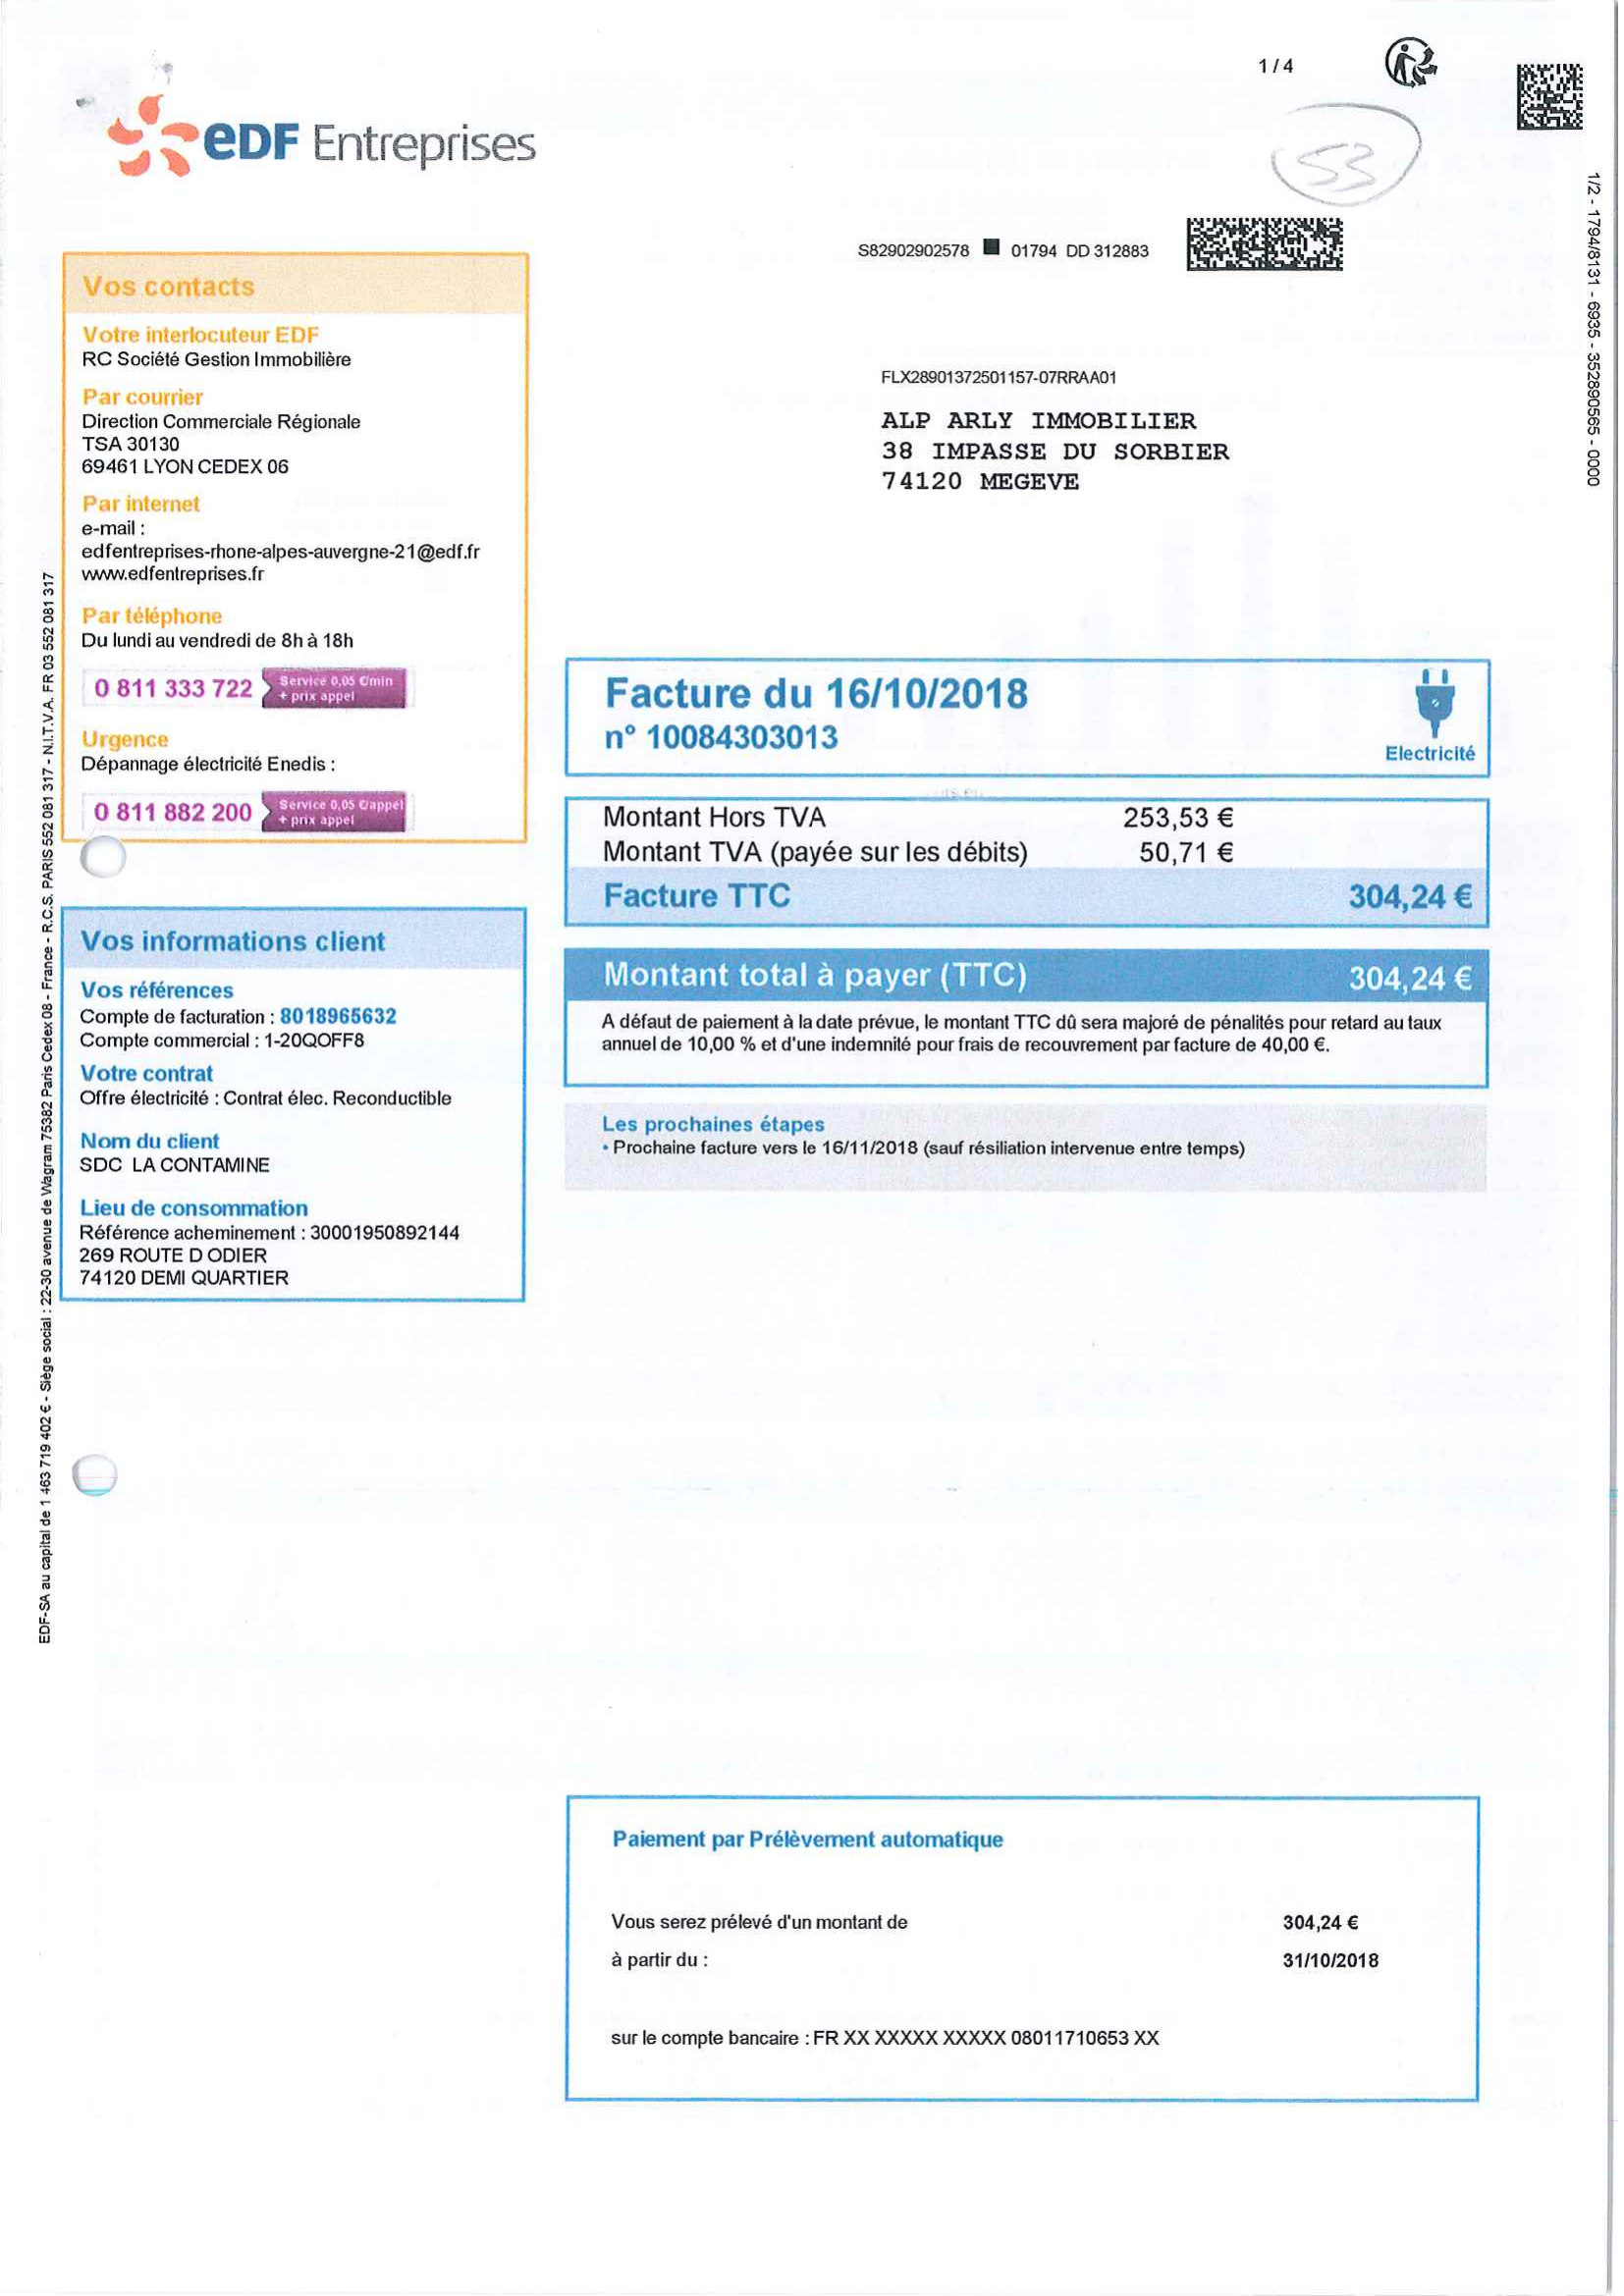 1 / 4
eDF Entreprises
53
S82902902578 01794 DD 312883
1/2 - 1794/8131 - 6935 - 352890565 - 0000
Vos contacts
Votre interlocuteur EDF
RC Société Gestion Immobilière
Par courrier
Direction Commerciale Régionale
TSA 30130
69461 LYON CEDEX 06
Par internet
e-mail :
edfentreprises-rhone-alpes-auvergne-21@edf.fr
www.edfentreprises.fr
Par téléphone
Du lundi au vendredi de 8h à 18h
0 811 333 722 Service 0,05 €/min
+ prix appel
Urgence
Dépannage électricité Enedis :
0 811 882 200 Service 0,05 €/appel
+ prix appel
FLX28901372501157-07RRAA01
ALP ARLY IMMOBILIER
38 IMPASSE DU SORBIER
74120 MEGEVE
Facture du 16/10/2018
n° 10084303013
Electricité
Montant Hors TVA 253,53 €
Montant TVA (payée sur les débits) 50,71 €
Facture TTC 304,24 €
Montant total à payer (TTC) 304,24 €
A défaut de paiement à la date prévue, le montant TTC dû sera majoré de pénalités pour retard au taux
annuel de 10,00 % et d'une indemnité pour frais de recouvrement par facture de 40,00 €.
Les prochaines étapes
• Prochaine facture vers le 16/11/2018 (sauf résiliation intervenue entre temps)
Vos informations client
Vos références
Compte de facturation : 8018965632
Compte commercial : 1-20QOFF8
Votre contrat
Offre électricité : Contrat élec. Reconductible
Nom du client
SDC LA CONTAMINE
Lieu de consommation
Référence acheminement : 30001950892144
269 ROUTE D ODIER
74120 DEMI QUARTIER
EDF-SA au capital de 1 463 719 402 € - Siège social : 22-30 avenue de Wagram 75382 Paris Cedex 08 - France - R.C.S. PARIS 552 081 317 - N.I.T.V.A. FR 03 552 081 317
Paiement par Prélèvement automatique
Vous serez prélevé d'un montant de 304,24 €
à partir du : 31/10/2018
sur le compte bancaire : FR XX XXXXX XXXXX 08011710653 XX